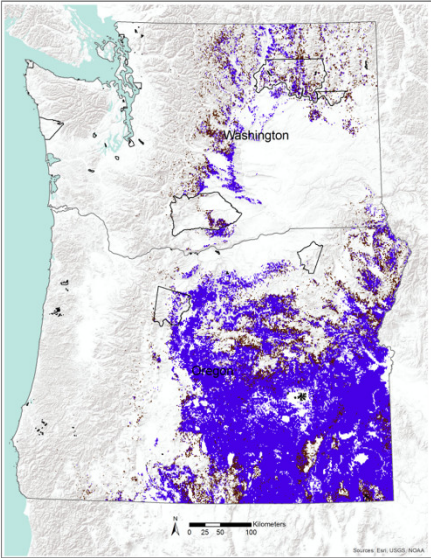 Washington
Oregon
N
Kilometers
0 25 50 100
Sources: Esri, USGS, NOAA